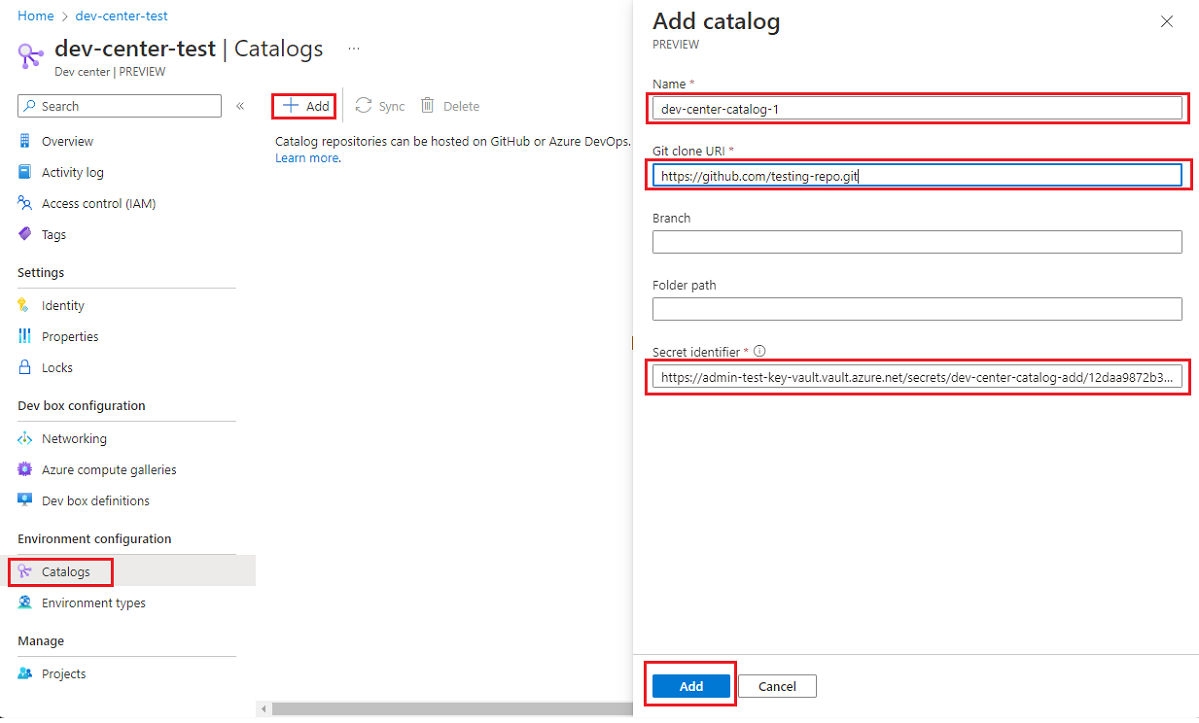 Home > dev-center-test
dev-center-test | Catalogs ...
Dev center | PREVIEW
Search «
Overview
Activity log
Access control (IAM)
Tags
Settings
Identity
Properties
Locks
Dev box configuration
Networking
Azure compute galleries
Dev box definitions
Environment configuration
Catalogs
Environment types
Manage
Projects
+ Add Sync Delete
Catalog repositories can be hosted on GitHub or Azure DevOps.
Learn more.
Add catalog
PREVIEW
Name *
dev-center-catalog-1
Git clone URI *
https://github.com/testing-repo.git
Branch
Folder path
Secret identifier *
https://admin-test-key-vault.vault.azure.net/secrets/dev-center-catalog-add/12daa9872b3...
Add Cancel